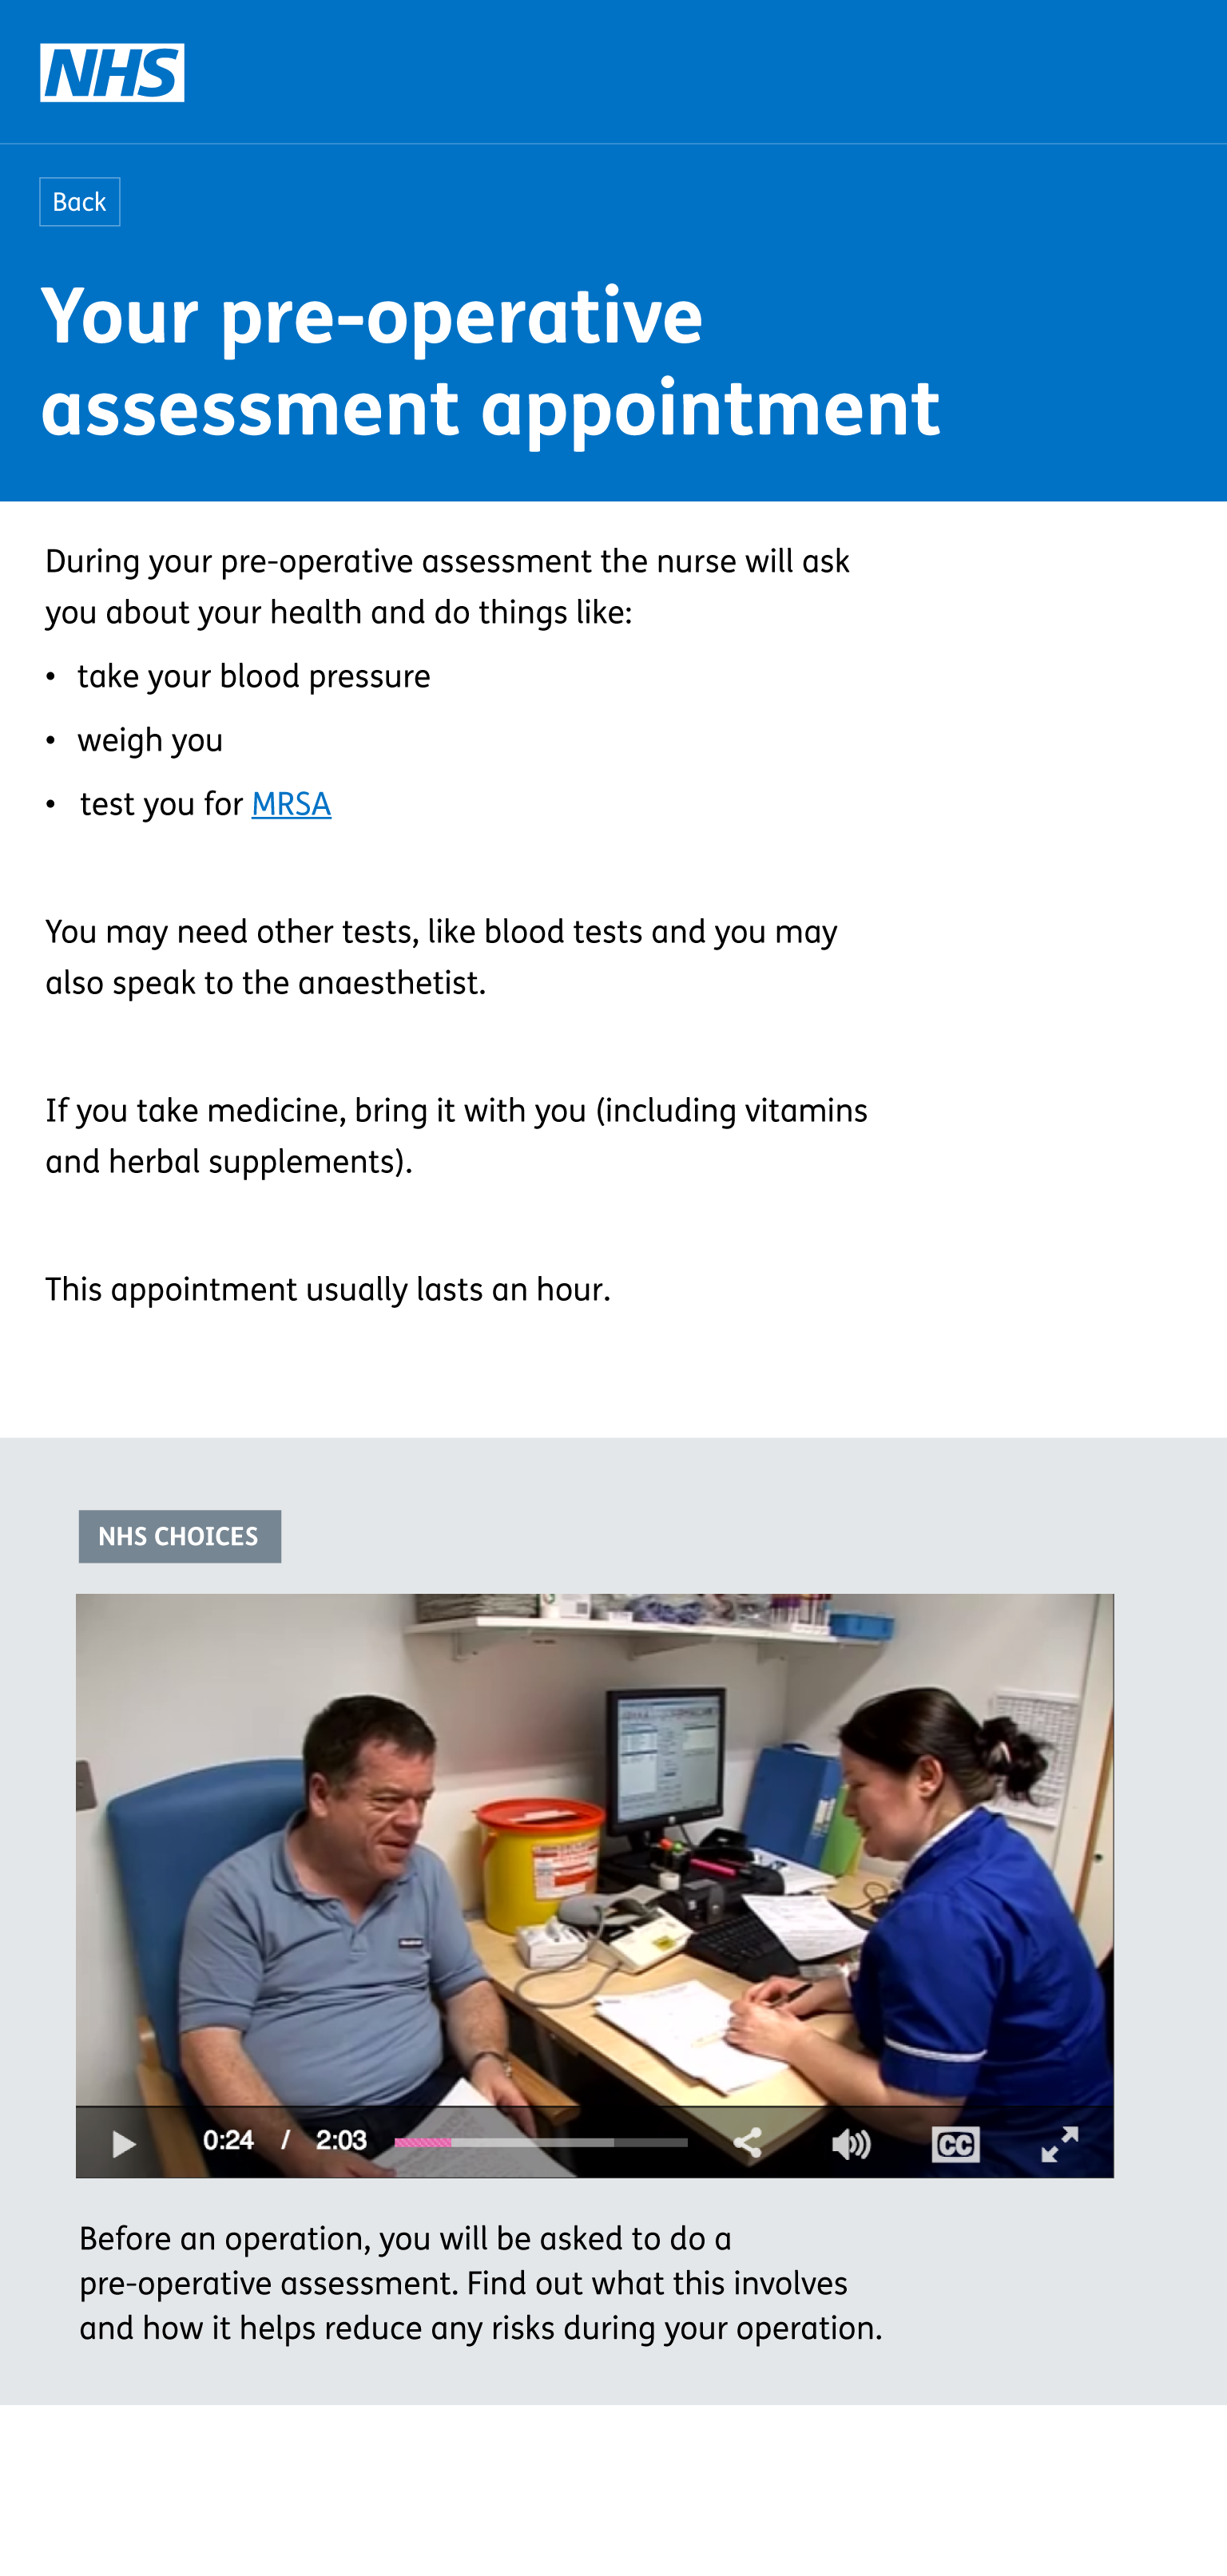 NHS
Back
Your pre-operative
assessment appointment
During your pre-operative assessment the nurse will ask
you about your health and do things like:
• take your blood pressure
• weigh you
• test you for MRSA
You may need other tests, like blood tests and you may
also speak to the anaesthetist.
If you take medicine, bring it with you (including vitamins
and herbal supplements).
This appointment usually lasts an hour.
NHS CHOICES
0:24 / 2:03
CC
Before an operation, you will be asked to do a
pre-operative assessment. Find out what this involves
and how it helps reduce any risks during your operation.